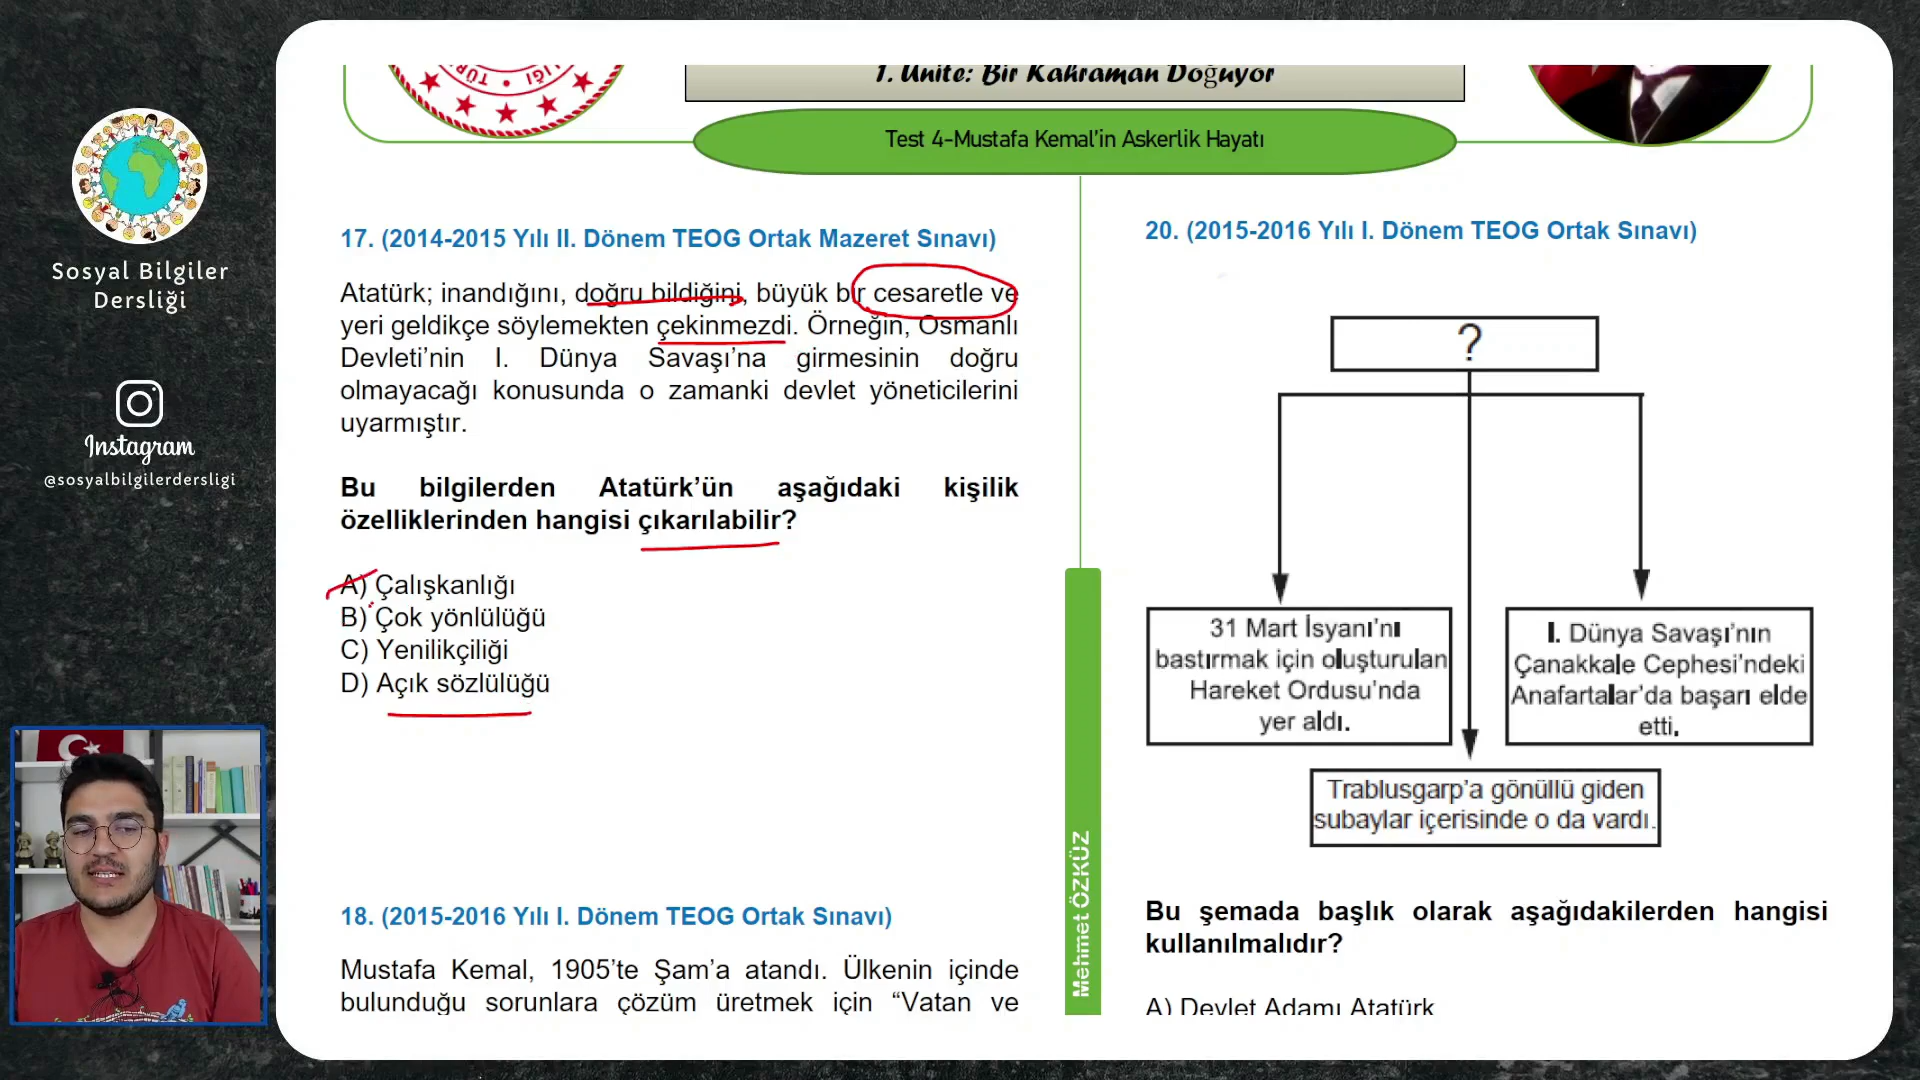 Sosyal Bilgiler
Dersliği
Instagram
@sosyalbilgilerdersligi
1. Ünite: Bir Kahraman Doğuyor
Test 4-Mustafa Kemal'in Askerlik Hayatı
17. (2014-2015 Yılı II. Dönem TEOG Ortak Mazeret Sınavı)
Atatürk; inandığını, doğru bildiğini, büyük bir cesaretle ve
yeri geldikçe söylemekten çekinmezdi. Örneğin, Osmanlı
Devleti'nin I. Dünya Savaşı'na girmesinin doğru
olmayacağı konusunda o zamanki devlet yöneticilerini
uyarmıştır.
Bu bilgilerden Atatürk'ün aşağıdaki kişilik
özelliklerinden hangisi çıkarılabilir?
A) Çalışkanlığı
B) Çok yönlülüğü
C) Yenilikçiliği
D) Açık sözlülüğü
18. (2015-2016 Yılı I. Dönem TEOG Ortak Sınavı)
Mustafa Kemal, 1905'te Şam'a atandı. Ülkenin içinde
bulunduğu sorunlara çözüm üretmek için “Vatan ve
Mehmet ÖZKÜZ
20. (2015-2016 Yılı I. Dönem TEOG Ortak Sınavı)
?
31 Mart İsyanı'nı
bastırmak için oluşturulan
Hareket Ordusu'nda
yer aldı.
I. Dünya Savaşı'nın
Çanakkale Cephesi'ndeki
Anafartalar'da başarı elde
etti.
Trablusgarp'a gönüllü giden
subaylar içerisinde o da vardı.
Bu şemada başlık olarak aşağıdakilerden hangisi
kullanılmalıdır?
A) Devlet Adamı Atatürk